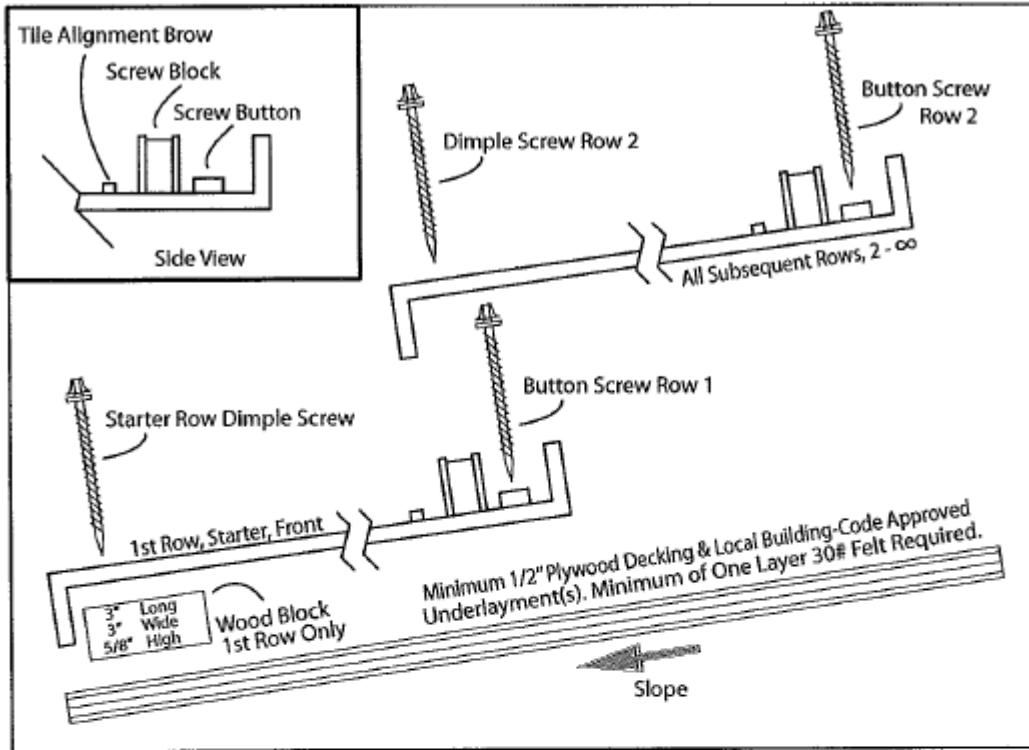 Tile Alignment Brow
Screw Block
Screw Button
Side View
Dimple Screw Row 2
Button Screw
Row 2
All Subsequent Rows, 2 - ∞
Starter Row Dimple Screw
Button Screw Row 1
1st Row, Starter, Front
3" Long
3" Wide
5/8" High
Wood Block
1st Row Only
Minimum 1/2" Plywood Decking & Local Building-Code Approved
Underlayment(s). Minimum of One Layer 30# Felt Required.
Slope